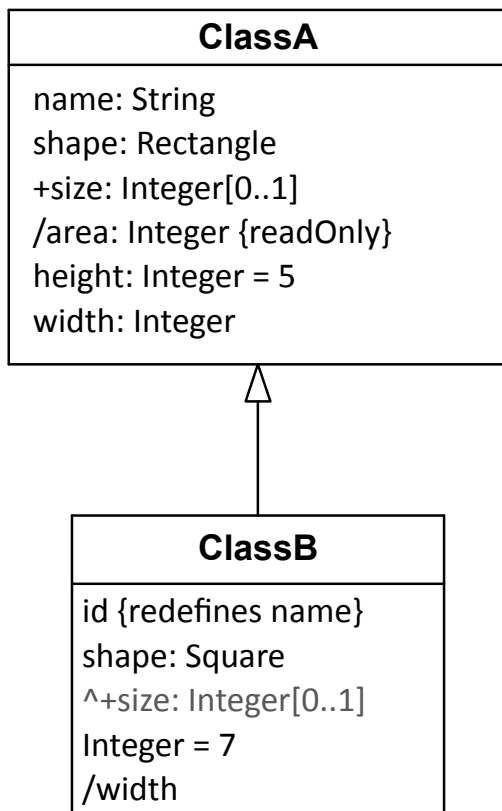 ClassA
name: String
shape: Rectangle
+size: Integer[0..1]
/area: Integer {readOnly}
height: Integer = 5
width: Integer
ClassB
id {redefines name}
shape: Square
^+size: Integer[0..1]
Integer = 7
/width